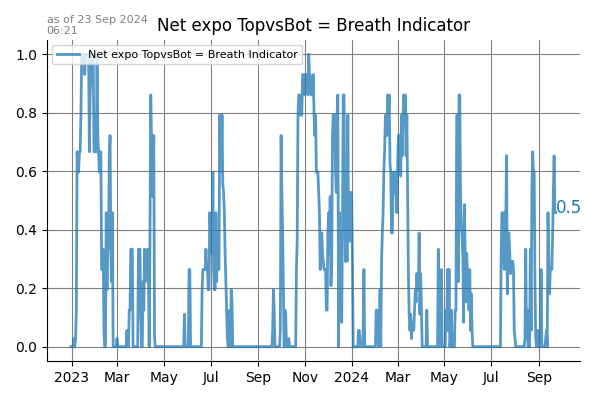 as of 23 Sep 2024
06:21
Net expo TopvsBot = Breath Indicator
Net expo TopvsBot = Breath Indicator
1.0
0.8
0.6
0.4
0.2
0.0
0.5
2023 Mar May Jul Sep Nov 2024 Mar May Jul Sep